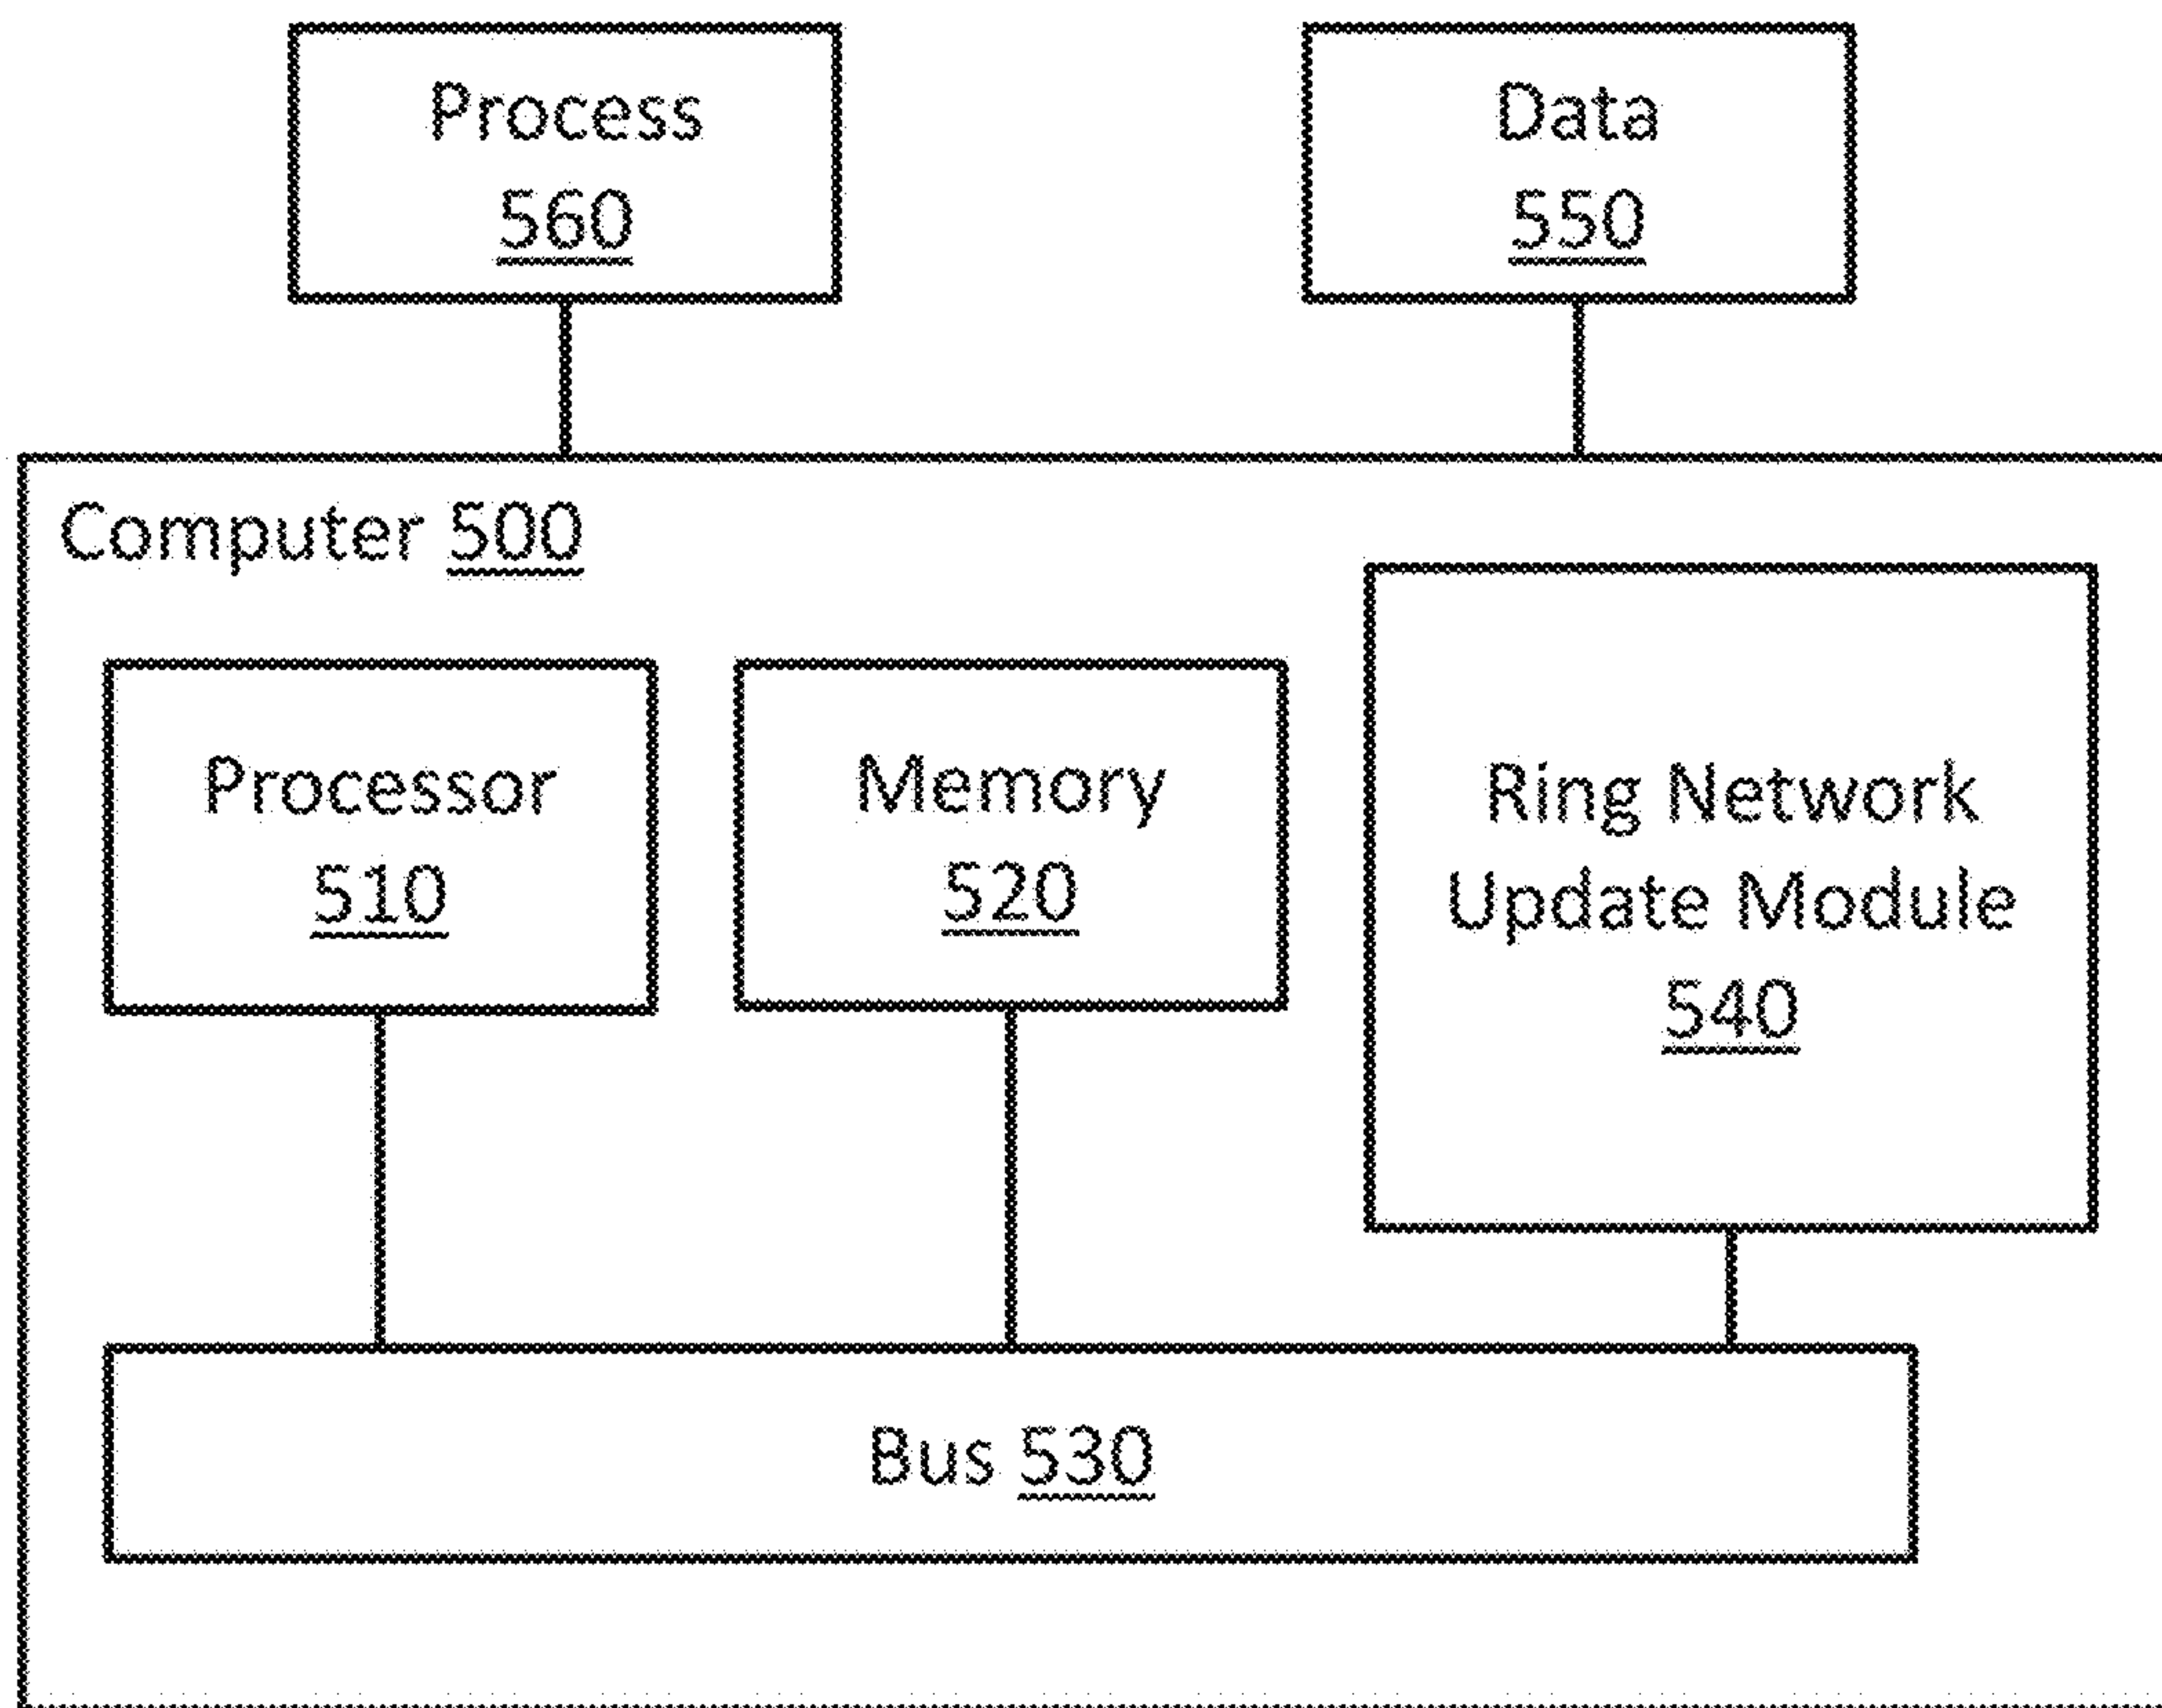 Process
560
Data
550
Computer 500
Processor
510
Memory
520
Ring Network
Update Module
540
Bus 530